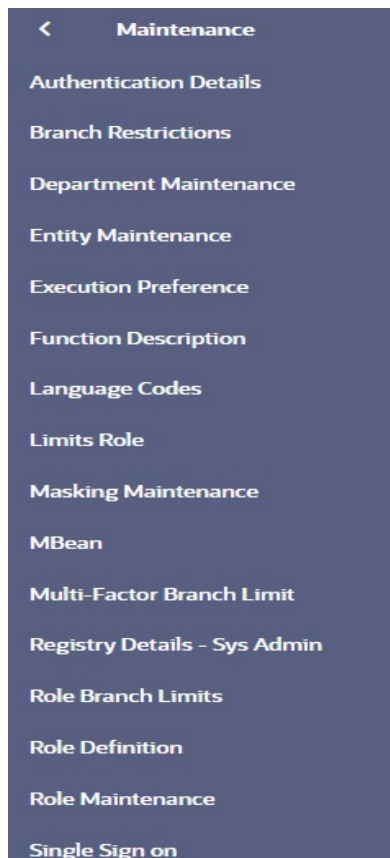 Maintenance
Authentication Details
Branch Restrictions
Department Maintenance
Entity Maintenance
Execution Preference
Function Description
Language Codes
Limits Role
Masking Maintenance
MBean
Multi-Factor Branch Limit
Registry Details - Sys Admin
Role Branch Limits
Role Definition
Role Maintenance
Single Sign on